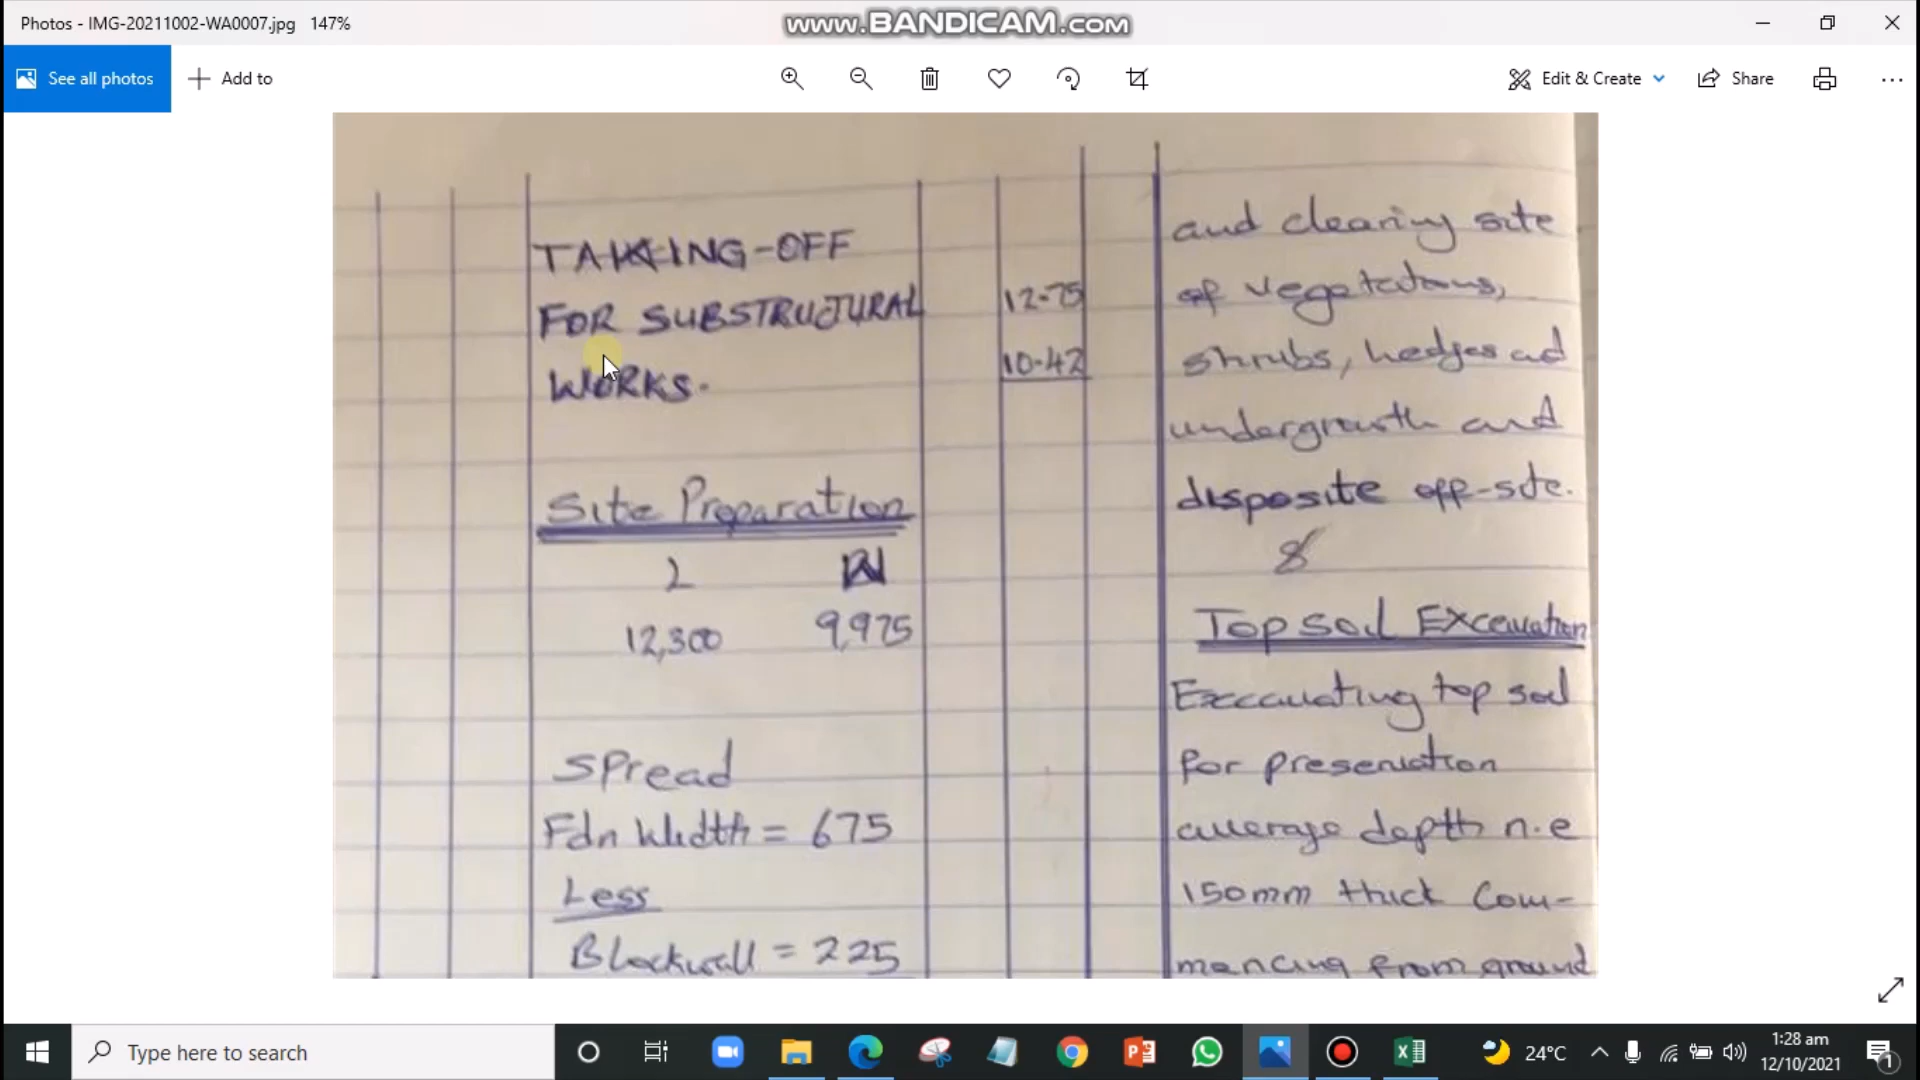 Photos - IMG-20211002-WA0007.jpg 147%
www.BANDICAM.com
See all photos
Add to
Edit & Create
Share
TAKING-OFF
FOR SUBSTRUCTURAL
WORKS.
Site Preparation
L W
12,300 9,975
Spread
Fdn Width = 675
Less
Blockwall = 225
12.75
10.42
and clearing site
of vegetations,
shrubs, hedges ad
undergrowth and
disposite off-site.
&
Top soil Excavation
Excavating top soil
for preservation
average depth n.e
150mm thick Com-
mencing from ground
Type here to search
24°C
1:28 am
12/10/2021
1